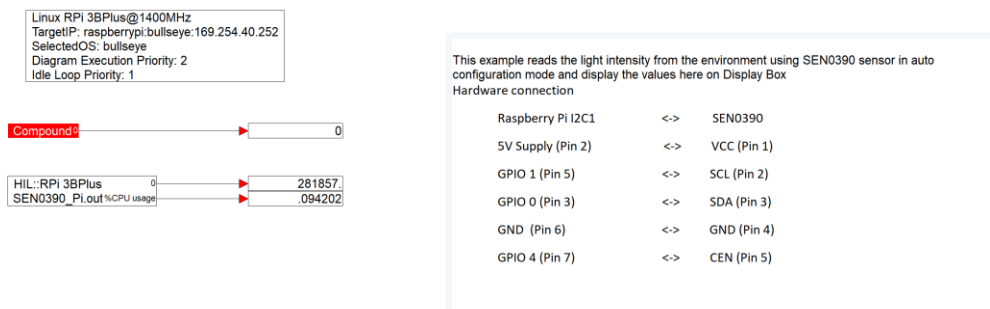 Linux RPi 3BPlus@1400MHz
TargetIP: raspberrypi:bullseye:169.254.40.252
SelectedOS: bullseye
Diagram Execution Priority: 2
Idle Loop Priority: 1
Compound 0
0
HIL::RPi 3BPlus 0
281857.
SEN0390_Pi.out %CPU usage
.094202
This example reads the light intensity from the environment using SEN0390 sensor in auto
configuration mode and display the values here on Display Box
Hardware connection
Raspberry Pi I2C1 <-> SEN0390
5V Supply (Pin 2) <-> VCC (Pin 1)
GPIO 1 (Pin 5) <-> SCL (Pin 2)
GPIO 0 (Pin 3) <-> SDA (Pin 3)
GND (Pin 6) <-> GND (Pin 4)
GPIO 4 (Pin 7) <-> CEN (Pin 5)